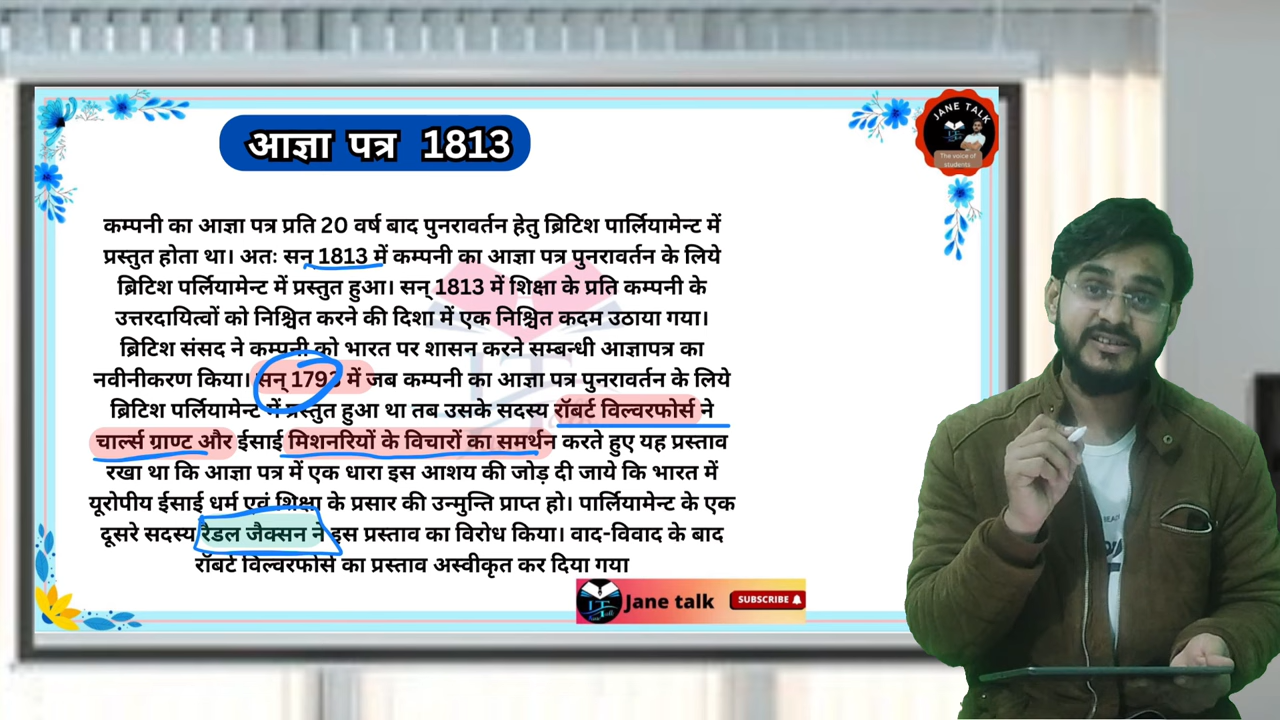 आज्ञा पत्र 1813
JANE TALK
The voice of
students
कम्पनी का आज्ञा पत्र प्रति 20 वर्ष बाद पुनरावर्तन हेतु ब्रिटिश पार्लियामेन्ट में
प्रस्तुत होता था। अतः सन् 1813 में कम्पनी का आज्ञा पत्र पुनरावर्तन के लिये
ब्रिटिश पर्लियामेन्ट में प्रस्तुत हुआ। सन् 1813 में शिक्षा के प्रति कम्पनी के
उत्तरदायित्वों को निश्चित करने की दिशा में एक निश्चित कदम उठाया गया।
ब्रिटिश संसद ने कम्पनी को भारत पर शासन करने सम्बन्धी आज्ञापत्र का
नवीनीकरण किया। सन् 1793 में जब कम्पनी का आज्ञा पत्र पुनरावर्तन के लिये
ब्रिटिश पर्लियामेन्ट में प्रस्तुत हुआ था तब उसके सदस्य रॉबर्ट विल्वरफोर्स ने
चार्ल्स ग्राण्ट और ईसाई मिशनरियों के विचारों का समर्थन करते हुए यह प्रस्ताव
रखा था कि आज्ञा पत्र में एक धारा इस आशय की जोड़ दी जाये कि भारत में
यूरोपीय ईसाई धर्म एवं शिक्षा के प्रसार की उन्मुन्ति प्राप्त हो। पार्लियामेन्ट के एक
दूसरे सदस्य रैडल जैक्सन ने इस प्रस्ताव का विरोध किया। वाद-विवाद के बाद
रॉबर्ट विल्वरफोर्स का प्रस्ताव अस्वीकृत कर दिया गया
Jane talk
SUBSCRIBE